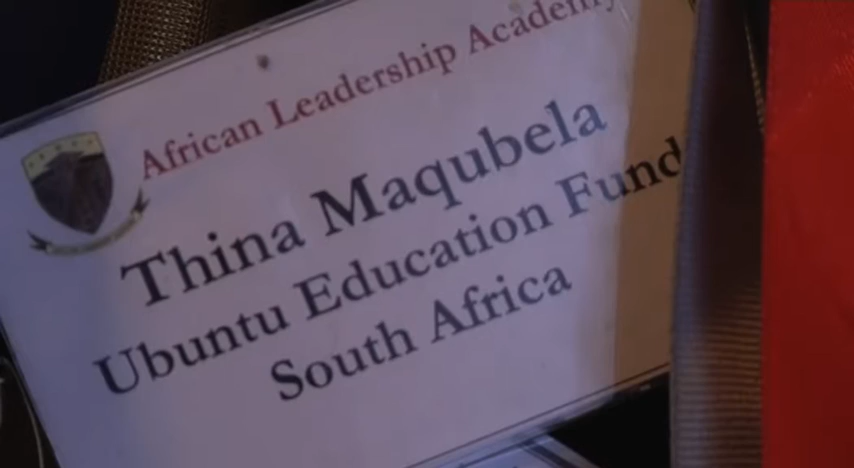 African Leadership Academy
Thina Maqubela
Ubuntu Education Fund
South Africa